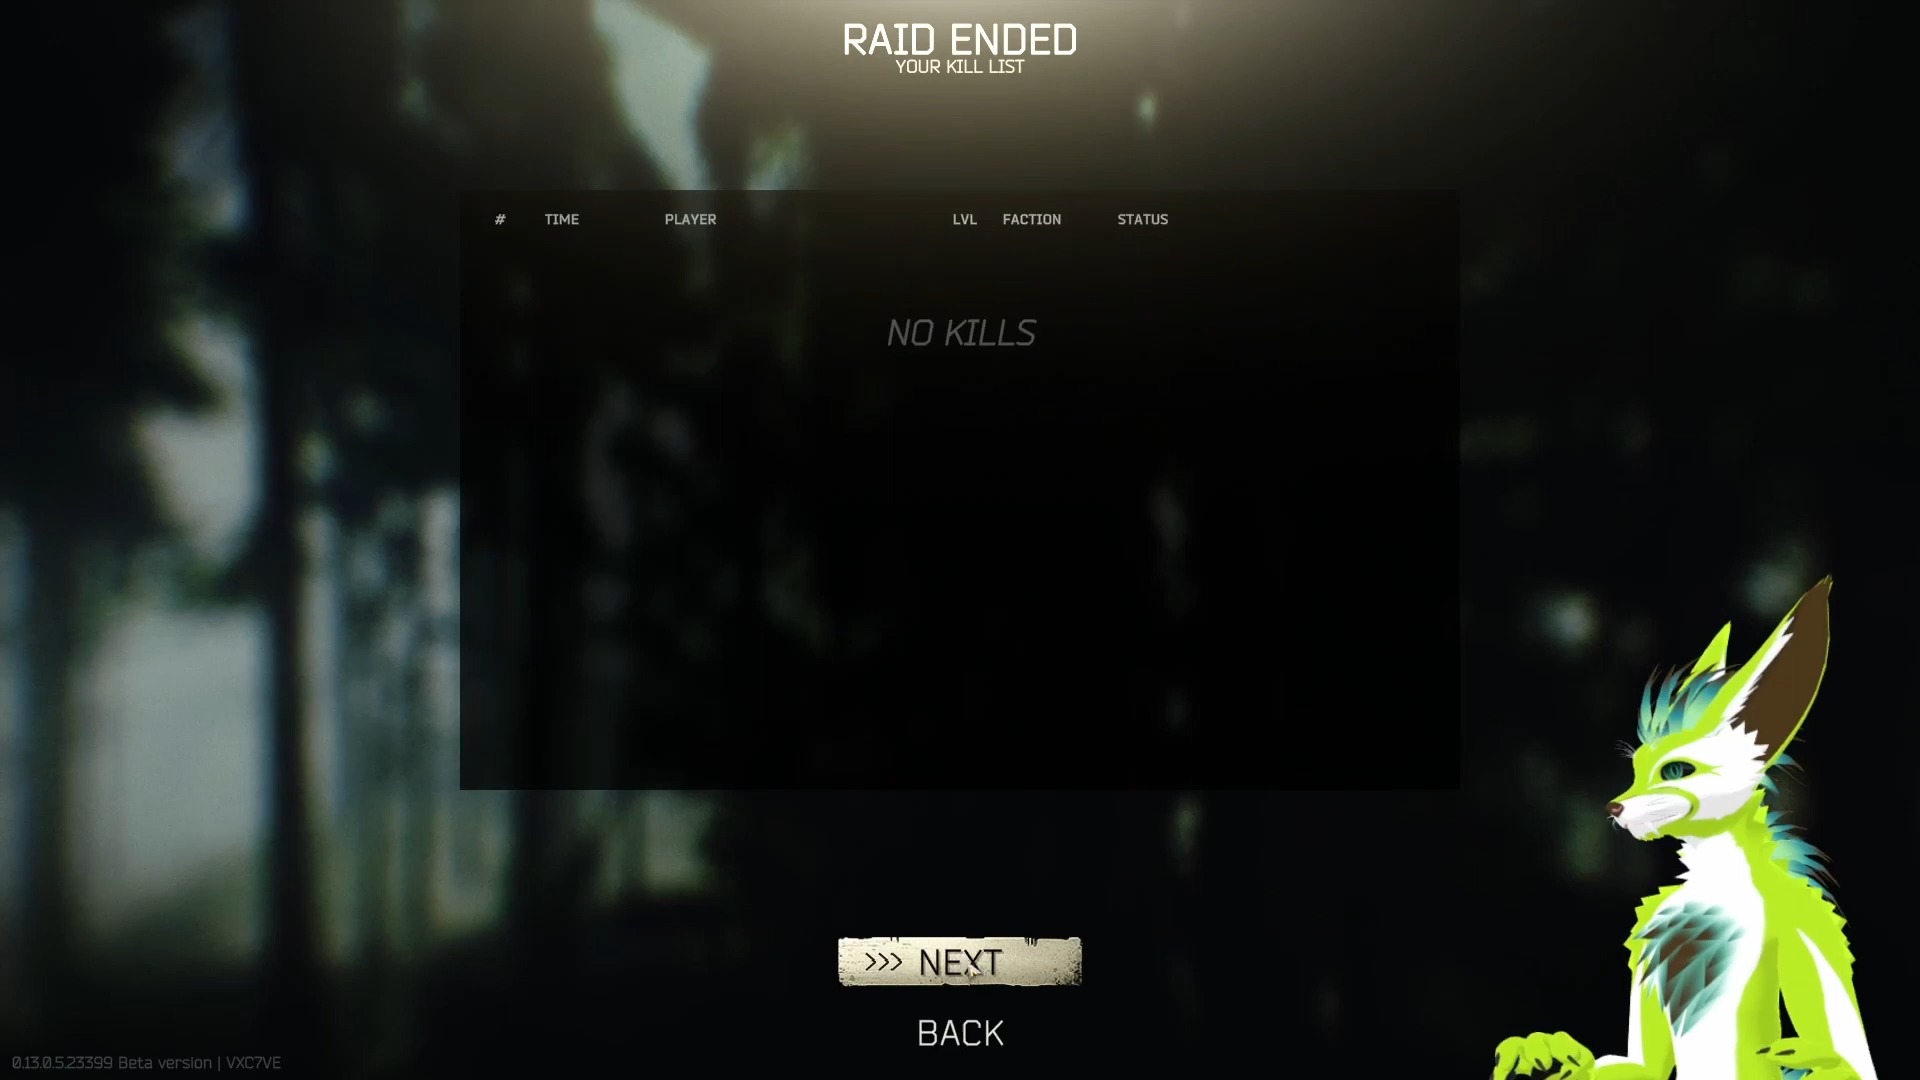 RAID ENDED
YOUR KILL LIST
# TIME PLAYER LVL FACTION STATUS
NO KILLS
>>> NEXT
BACK
0.13.0.5.23399 Beta version | VXC7VE